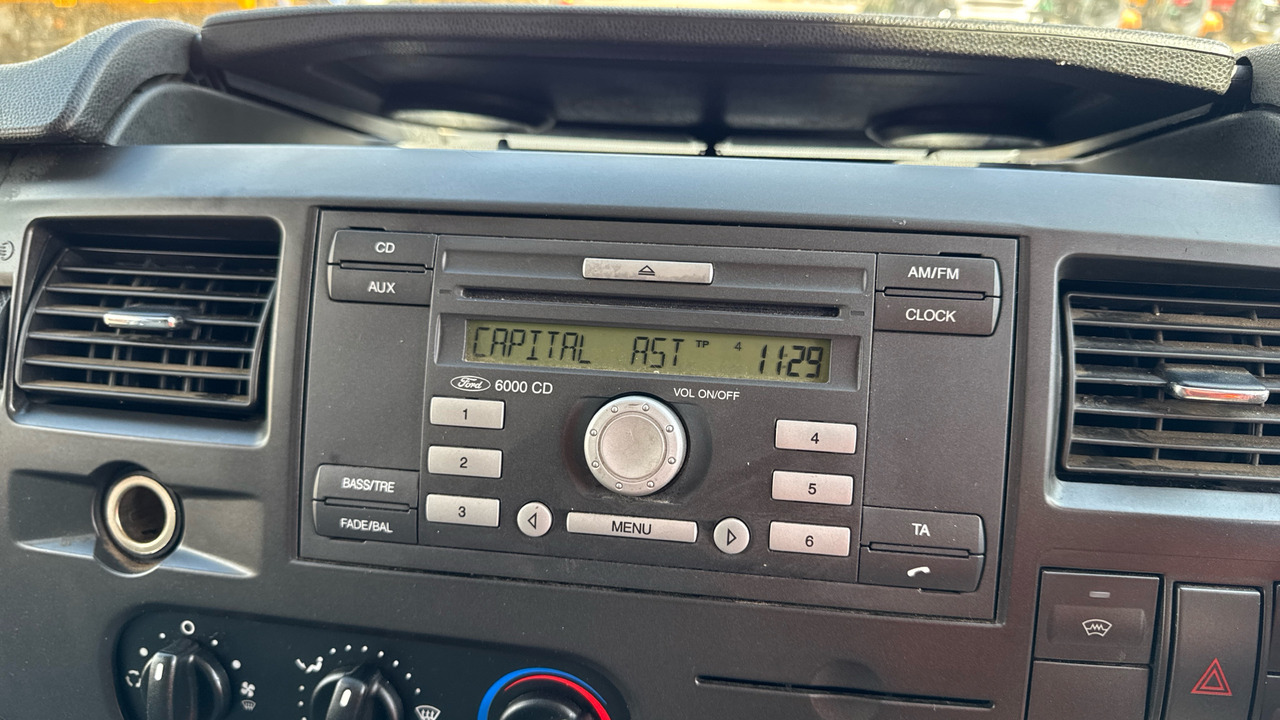 CD
AUX
AM/FM
CLOCK
CAPITAL AST TP 4 11:29
Ford 6000 CD
VOL ON/OFF
1
2
3
4
5
6
BASS/TRE
FADE/BAL
MENU
TA